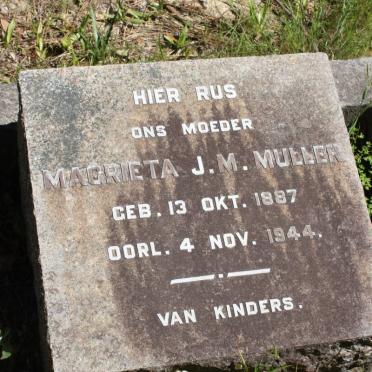 HIER RUS
ONS MOEDER
MAGRIETA J. M. MULLER
GEB. 13 OKT. 1887
OORL. 4 NOV. 1944.
VAN KINDERS.